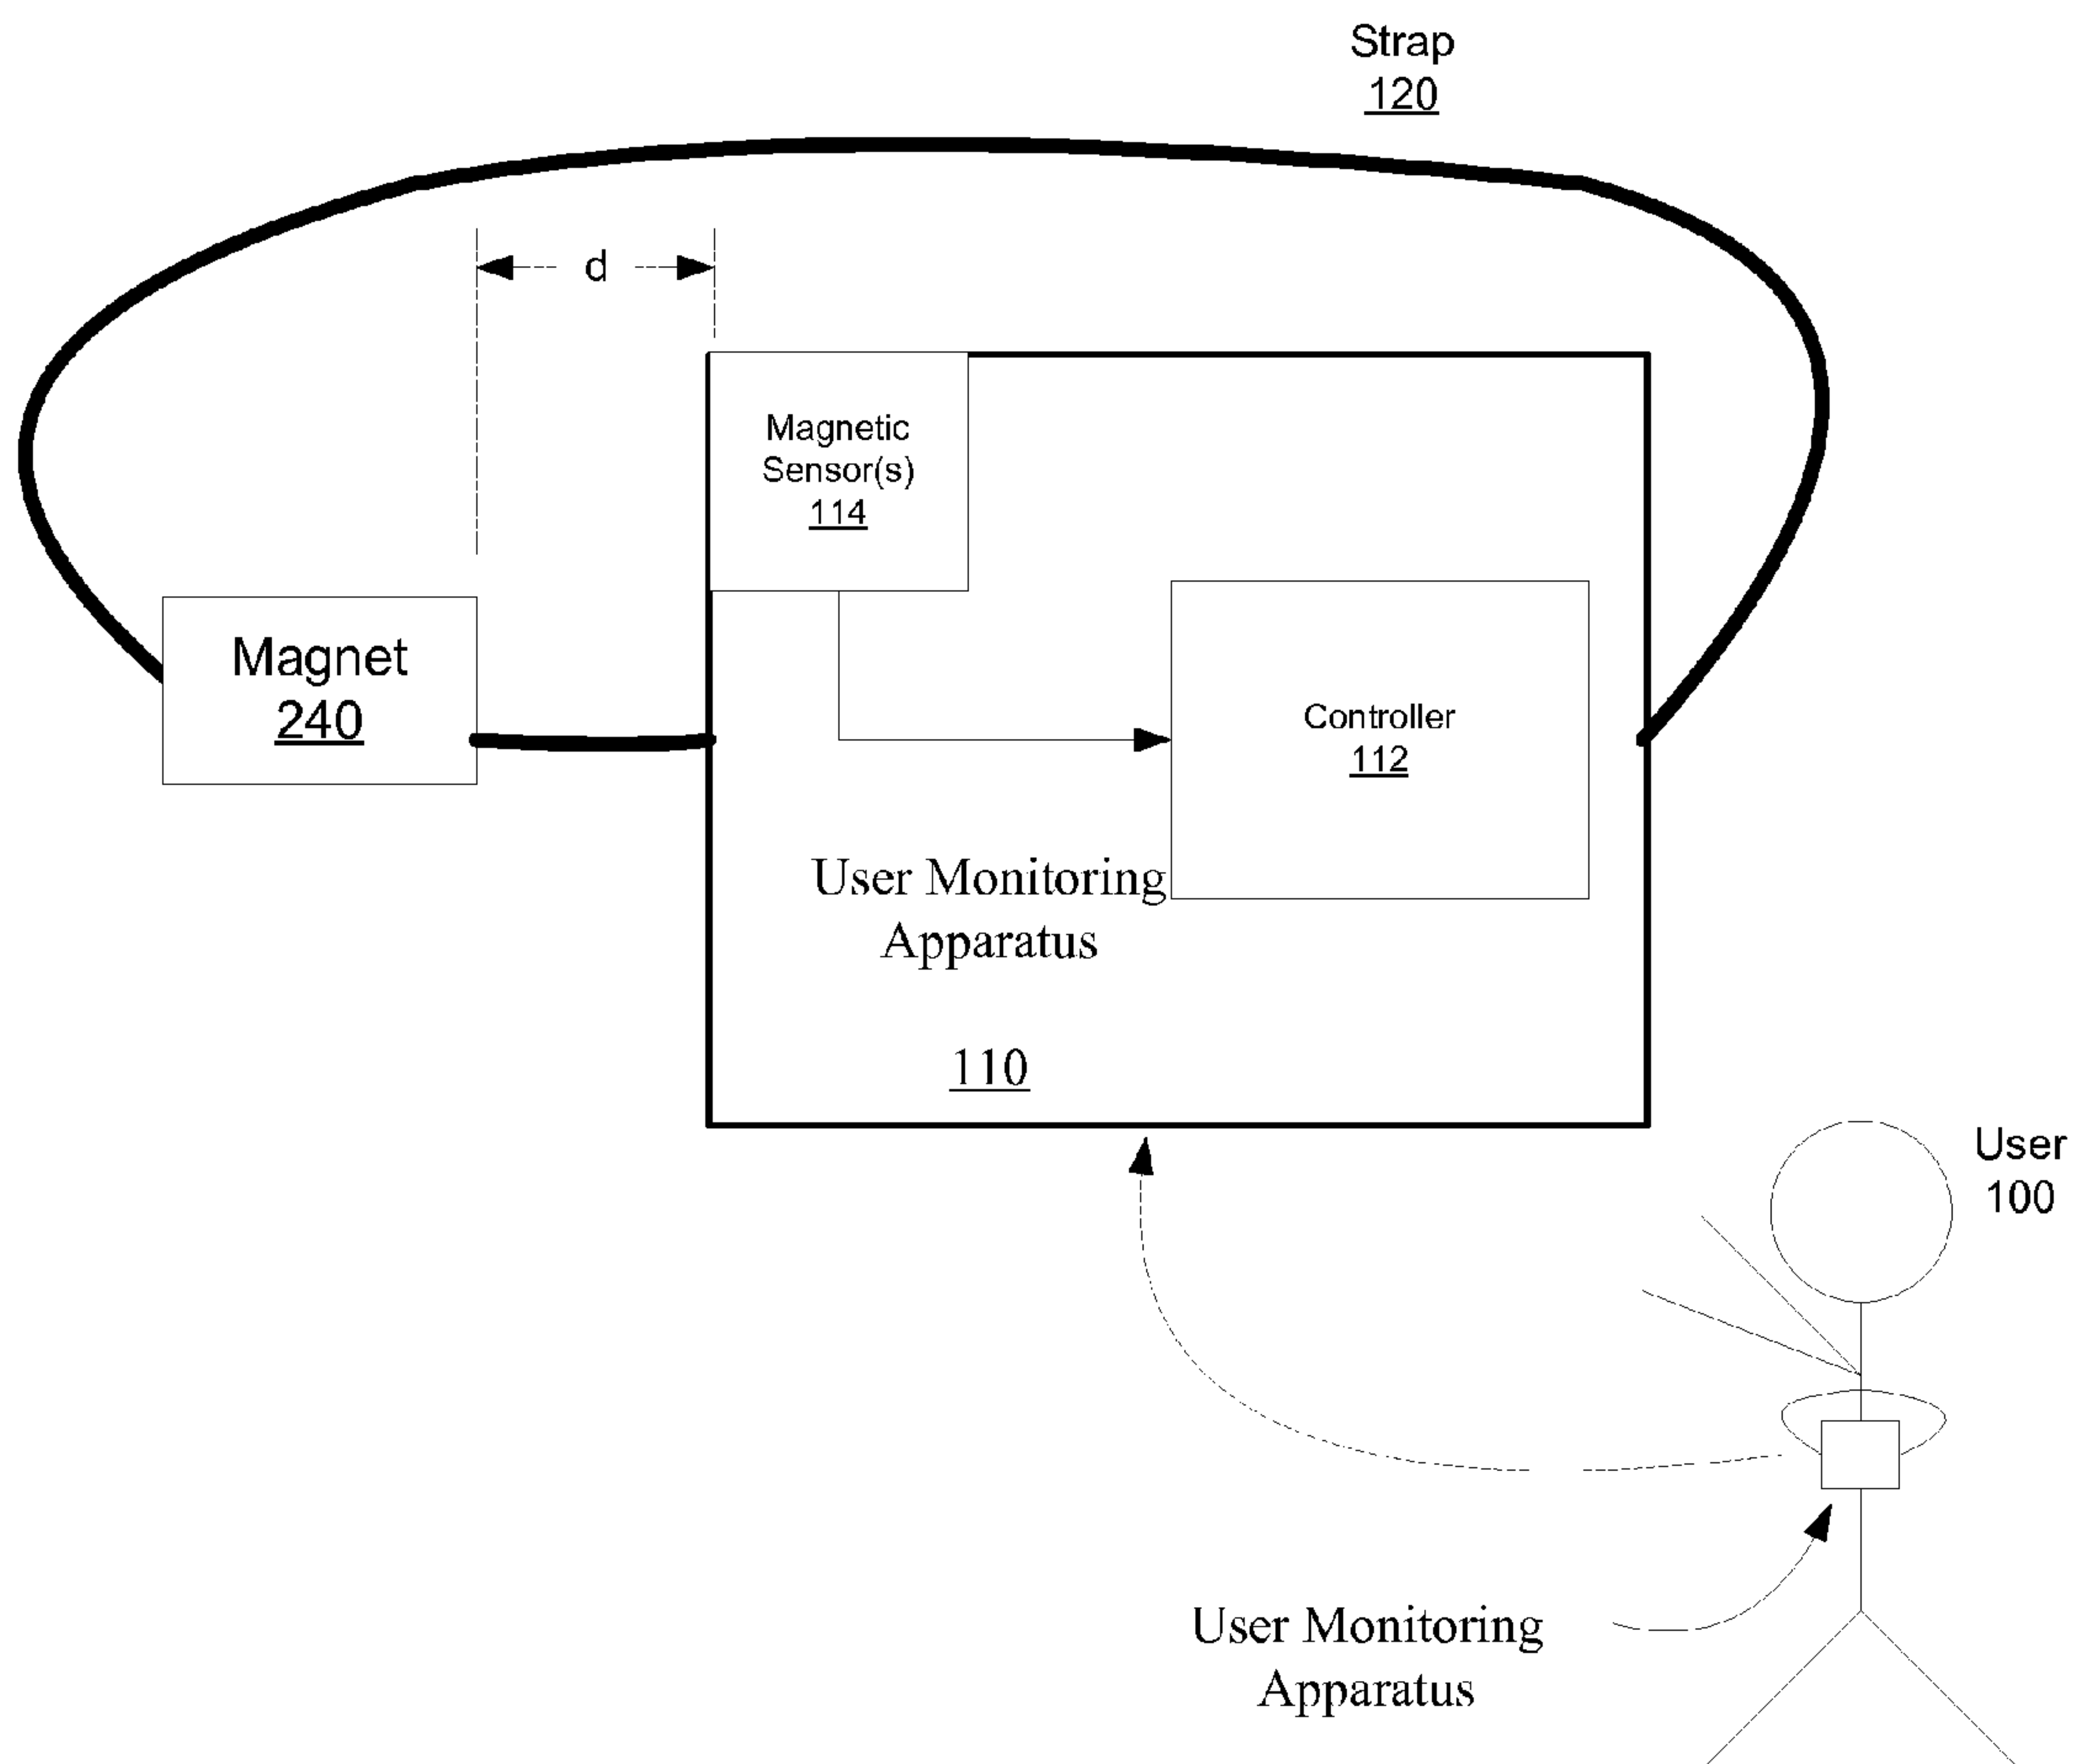 Strap
120
d
Magnetic
Sensor(s)
114
Magnet
240
Controller
112
User Monitoring
Apparatus
110
User
100
User Monitoring
Apparatus